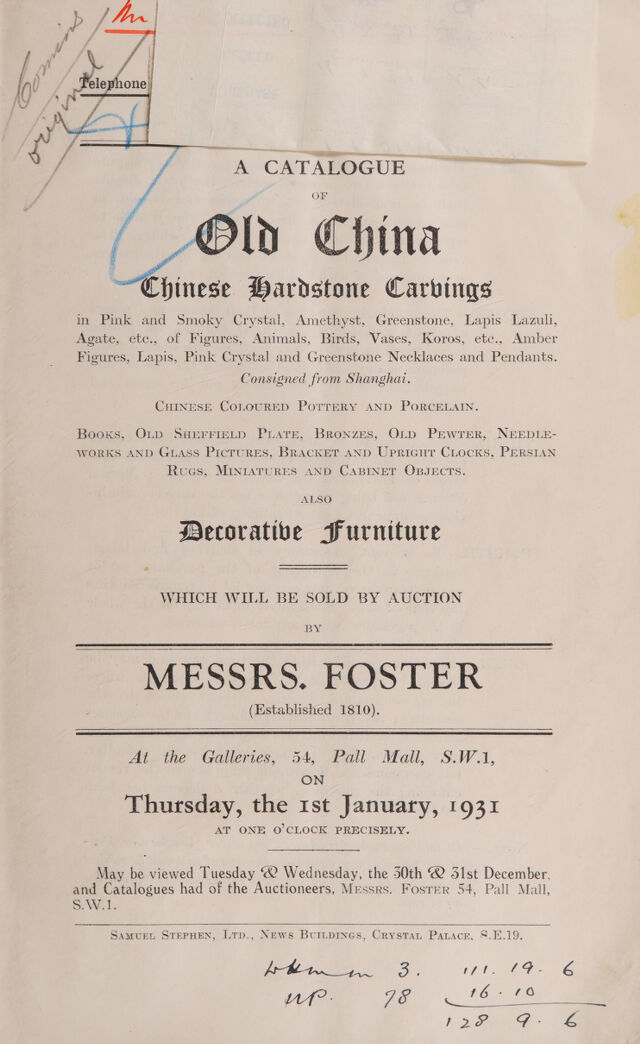 Comins
original
Telephone
A CATALOGUE
OF
Old China
Chinese Hardstone Carvings
in Pink and Smoky Crystal, Amethyst, Greenstone, Lapis Lazuli,
Agate, etc., of Figures, Animals, Birds, Vases, Koros, etc., Amber
Figures, Lapis, Pink Crystal and Greenstone Necklaces and Pendants.
Consigned from Shanghai.
CHINESE COLOURED POTTERY AND PORCELAIN.
BOOKS, OLD SHEFFIELD PLATE, BRONZES, OLD PEWTER, NEEDLE-
WORKS AND GLASS PICTURES, BRACKET AND UPRIGHT CLOCKS, PERSIAN
RUGS, MINIATURES AND CABINET OBJECTS.
ALSO
Decorative Furniture
WHICH WILL BE SOLD BY AUCTION
BY
MESSRS. FOSTER
(Established 1810).
At the Galleries, 54, Pall Mall, S.W.1,
ON
Thursday, the 1st January, 1931
AT ONE O'CLOCK PRECISELY.
May be viewed Tuesday & Wednesday, the 30th & 31st December,
and Catalogues had of the Auctioneers, MESSRS. FOSTER 54, Pall Mall,
S.W.1.
SAMUEL STEPHEN, LTD., NEWS BUILDINGS, CRYSTAL PALACE, S.E.19.
3. 111. 19. 6
78 16-10
128 9. 6